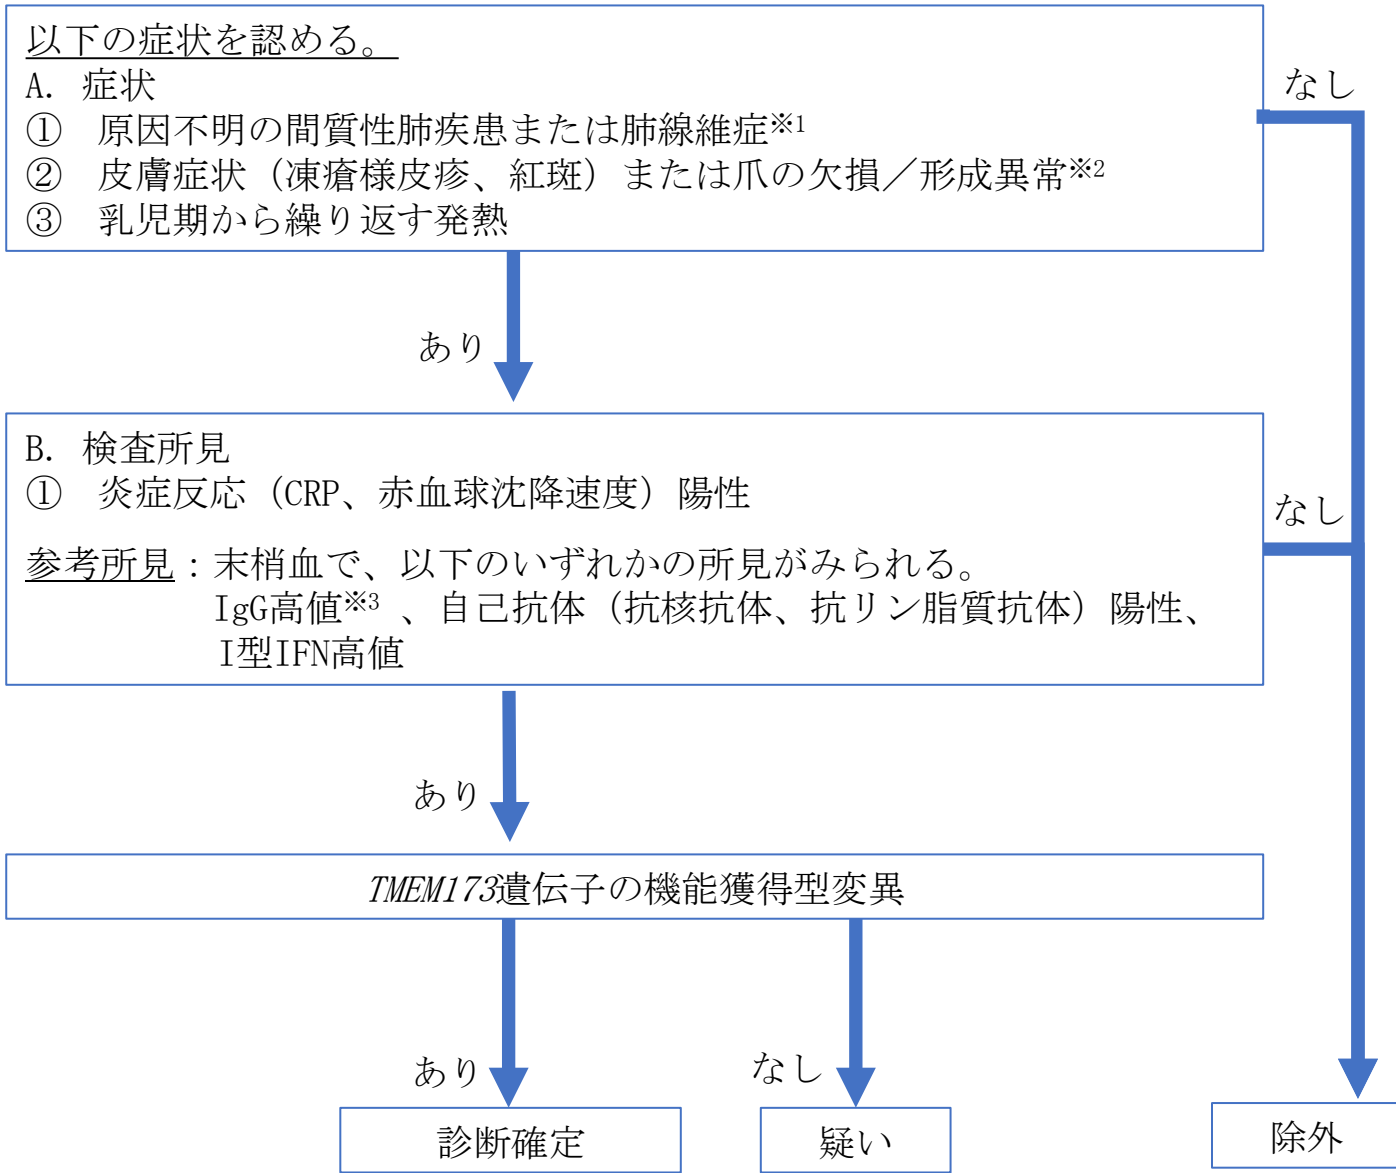 以下の症状を認める。
A. 症状
① 原因不明の間質性肺疾患または肺線維症※1
② 皮膚症状（凍瘡様皮疹、紅斑）または爪の欠損／形成異常※2
③ 乳児期から繰り返す発熱
なし
あり
B. 検査所見
① 炎症反応（CRP、赤血球沈降速度）陽性
参考所見：末梢血で、以下のいずれかの所見がみられる。
IgG高値※3 、自己抗体（抗核抗体、抗リン脂質抗体）陽性、
I型IFN高値
なし
あり
TMEM173遺伝子の機能獲得型変異
あり
なし
診断確定
疑い
除外